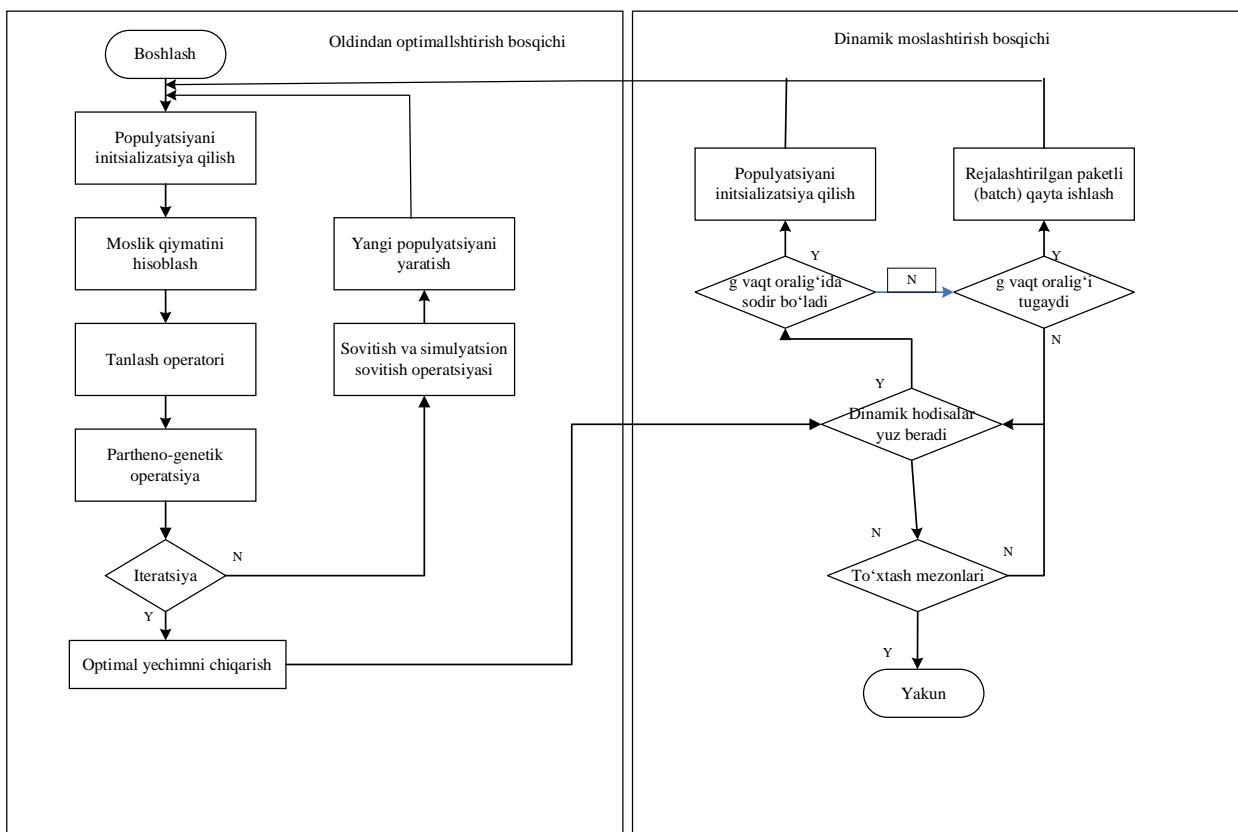 Oldindan optimallshtirish bosqichi
Boshlash
Populyatsiyani
initsializatsiya qilish
Moslik qiymatini
hisoblash
Tanlash operatori
Partheno-genetik
operatsiya
Iteratsiya
N
Y
Optimal yechimni chiqarish
Yangi populyatsiyani
yaratish
Sovitish va simulyatsion
sovitish operatsiyasi
Dinamik moslashtirish bosqichi
Populyatsiyani
initsializatsiya qilish
Rejalashtirilgan paketli
(batch) qayta ishlash
Y
Y
g vaqt oralig‘ida
sodir bo‘ladi
N
g vaqt oralig‘i
tugaydi
N
Y
Dinamik hodisalar
yuz beradi
N
N
To‘xtash mezonlari
Y
Yakun